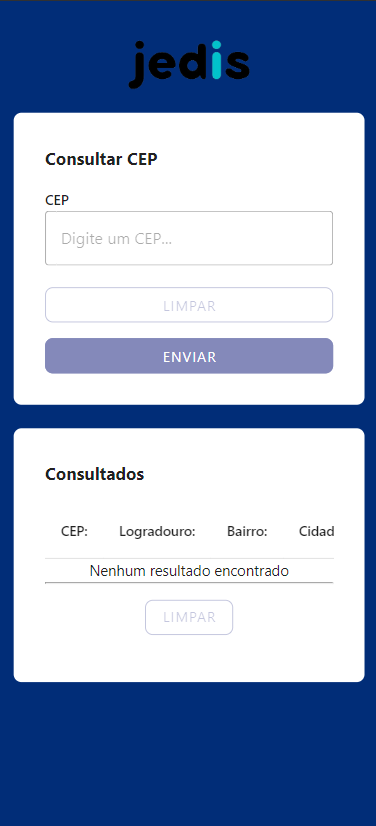 jedis
Consultar CEP
CEP
Digite um CEP...
LIMPAR
ENVIAR
Consultados
CEP: Logradouro: Bairro: Cidad
Nenhum resultado encontrado
LIMPAR